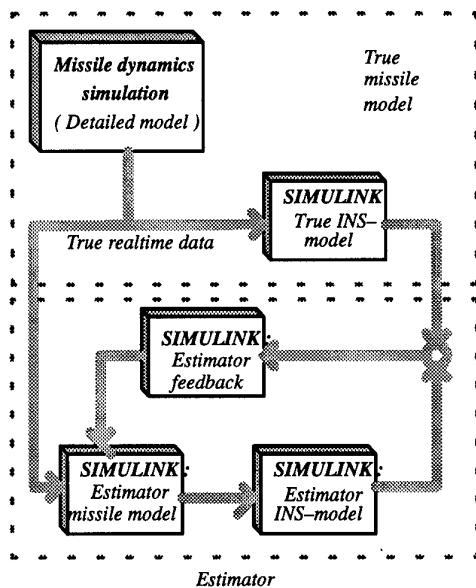 Missile dynamics
simulation
( Detailed model )
True
missile
model
SIMULINK
True INS–
model
True realtime data
SIMULINK:
Estimator
feedback
SIMULINK:
Estimator
missile model
SIMULINK:
Estimator
INS–model
Estimator